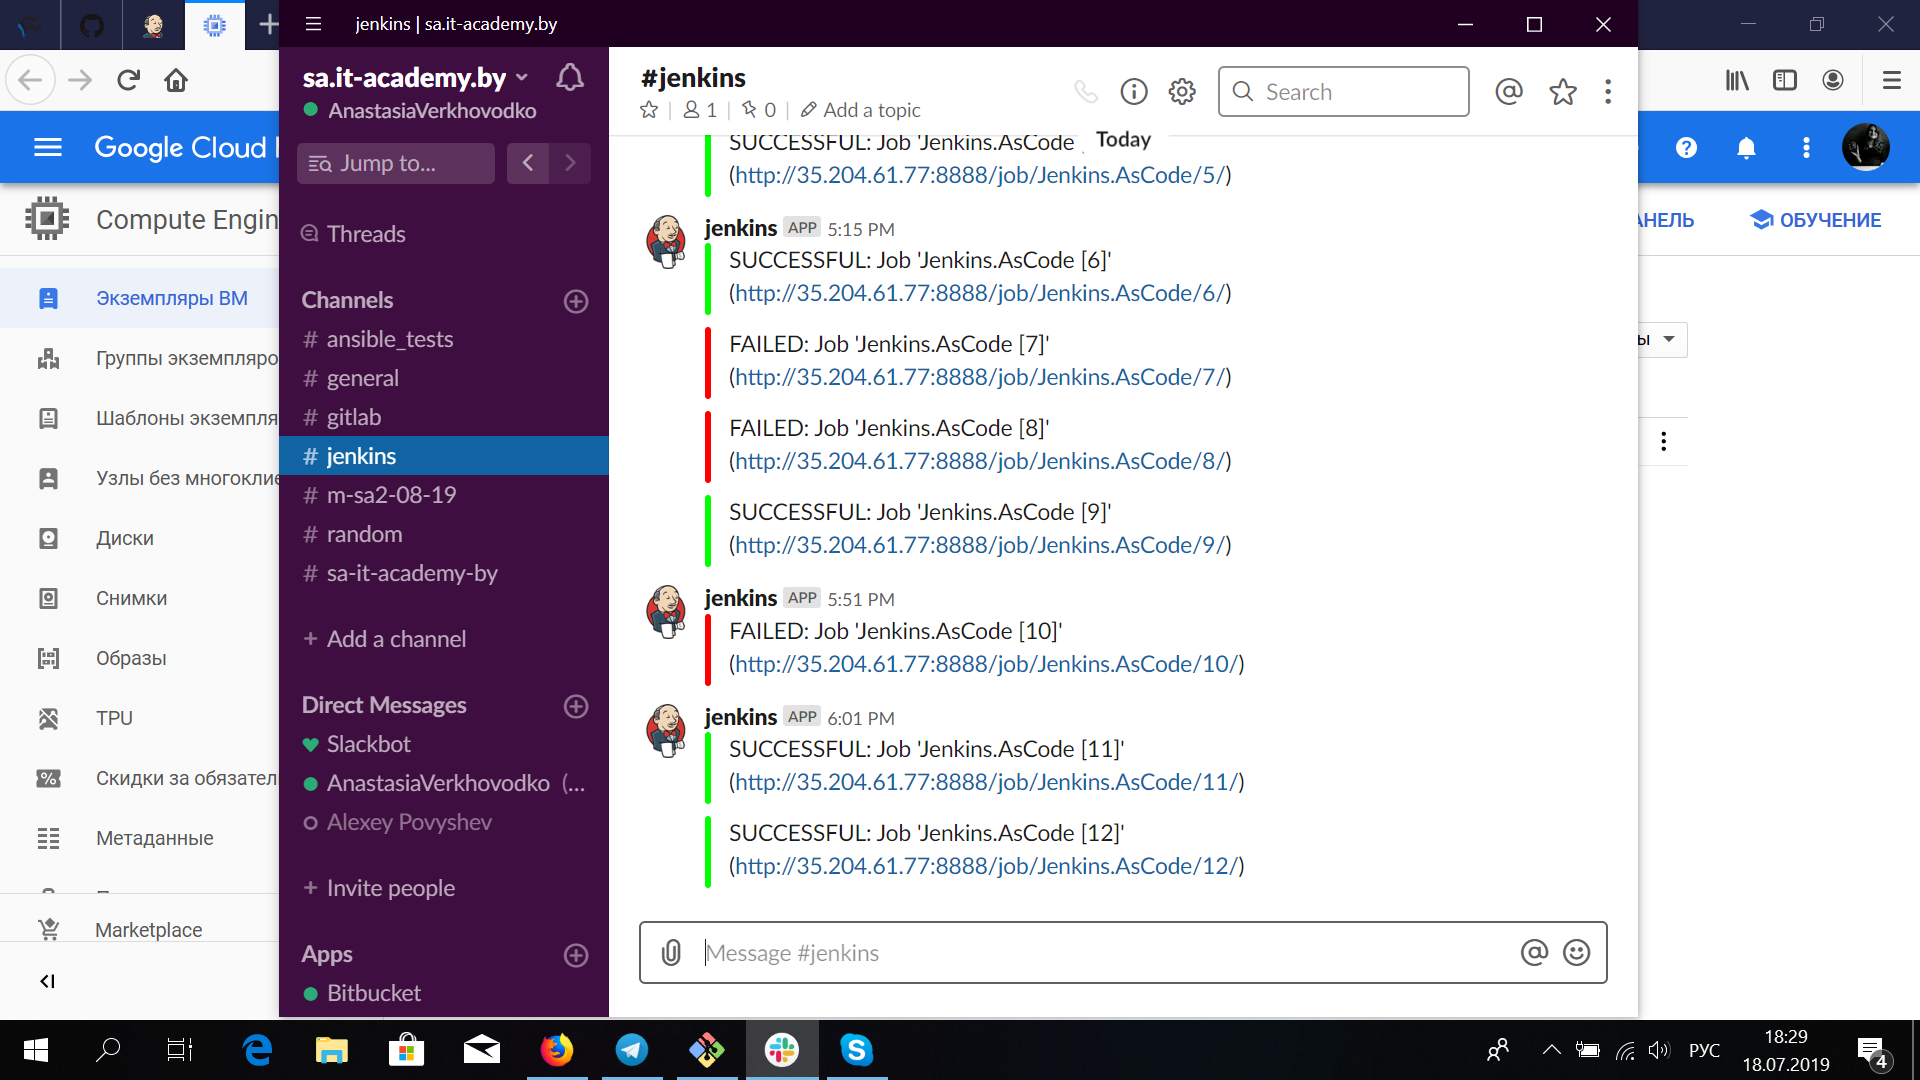 jenkins | sa.it-academy.by
Google Cloud
Compute Engin
Экземпляры ВМ
Группы экземпляро
Шаблоны экземпля
Узлы без многоклие
Диски
Снимки
Образы
TPU
Скидки за обязател
Метаданные
Marketplace
sa.it-academy.by
AnastasiaVerkhovodko
Jump to...
Threads
Channels
# ansible_tests
# general
# gitlab
# jenkins
# m-sa2-08-19
# random
# sa-it-academy-by
+ Add a channel
Direct Messages
Slackbot
AnastasiaVerkhovodko (...
Alexey Povyshev
+ Invite people
Apps
Bitbucket
#jenkins
1 | 0 | Add a topic
Search
Today
SUCCESSFUL: Job 'Jenkins.AsCode
(http://35.204.61.77:8888/job/Jenkins.AsCode/5/)
jenkins APP 5:15 PM
SUCCESSFUL: Job 'Jenkins.AsCode [6]'
(http://35.204.61.77:8888/job/Jenkins.AsCode/6/)
FAILED: Job 'Jenkins.AsCode [7]'
(http://35.204.61.77:8888/job/Jenkins.AsCode/7/)
FAILED: Job 'Jenkins.AsCode [8]'
(http://35.204.61.77:8888/job/Jenkins.AsCode/8/)
SUCCESSFUL: Job 'Jenkins.AsCode [9]'
(http://35.204.61.77:8888/job/Jenkins.AsCode/9/)
jenkins APP 5:51 PM
FAILED: Job 'Jenkins.AsCode [10]'
(http://35.204.61.77:8888/job/Jenkins.AsCode/10/)
jenkins APP 6:01 PM
SUCCESSFUL: Job 'Jenkins.AsCode [11]'
(http://35.204.61.77:8888/job/Jenkins.AsCode/11/)
SUCCESSFUL: Job 'Jenkins.AsCode [12]'
(http://35.204.61.77:8888/job/Jenkins.AsCode/12/)
Message #jenkins
АНЕЛЬ
ОБУЧЕНИЕ
ы
РУС
18:29
18.07.2019
4